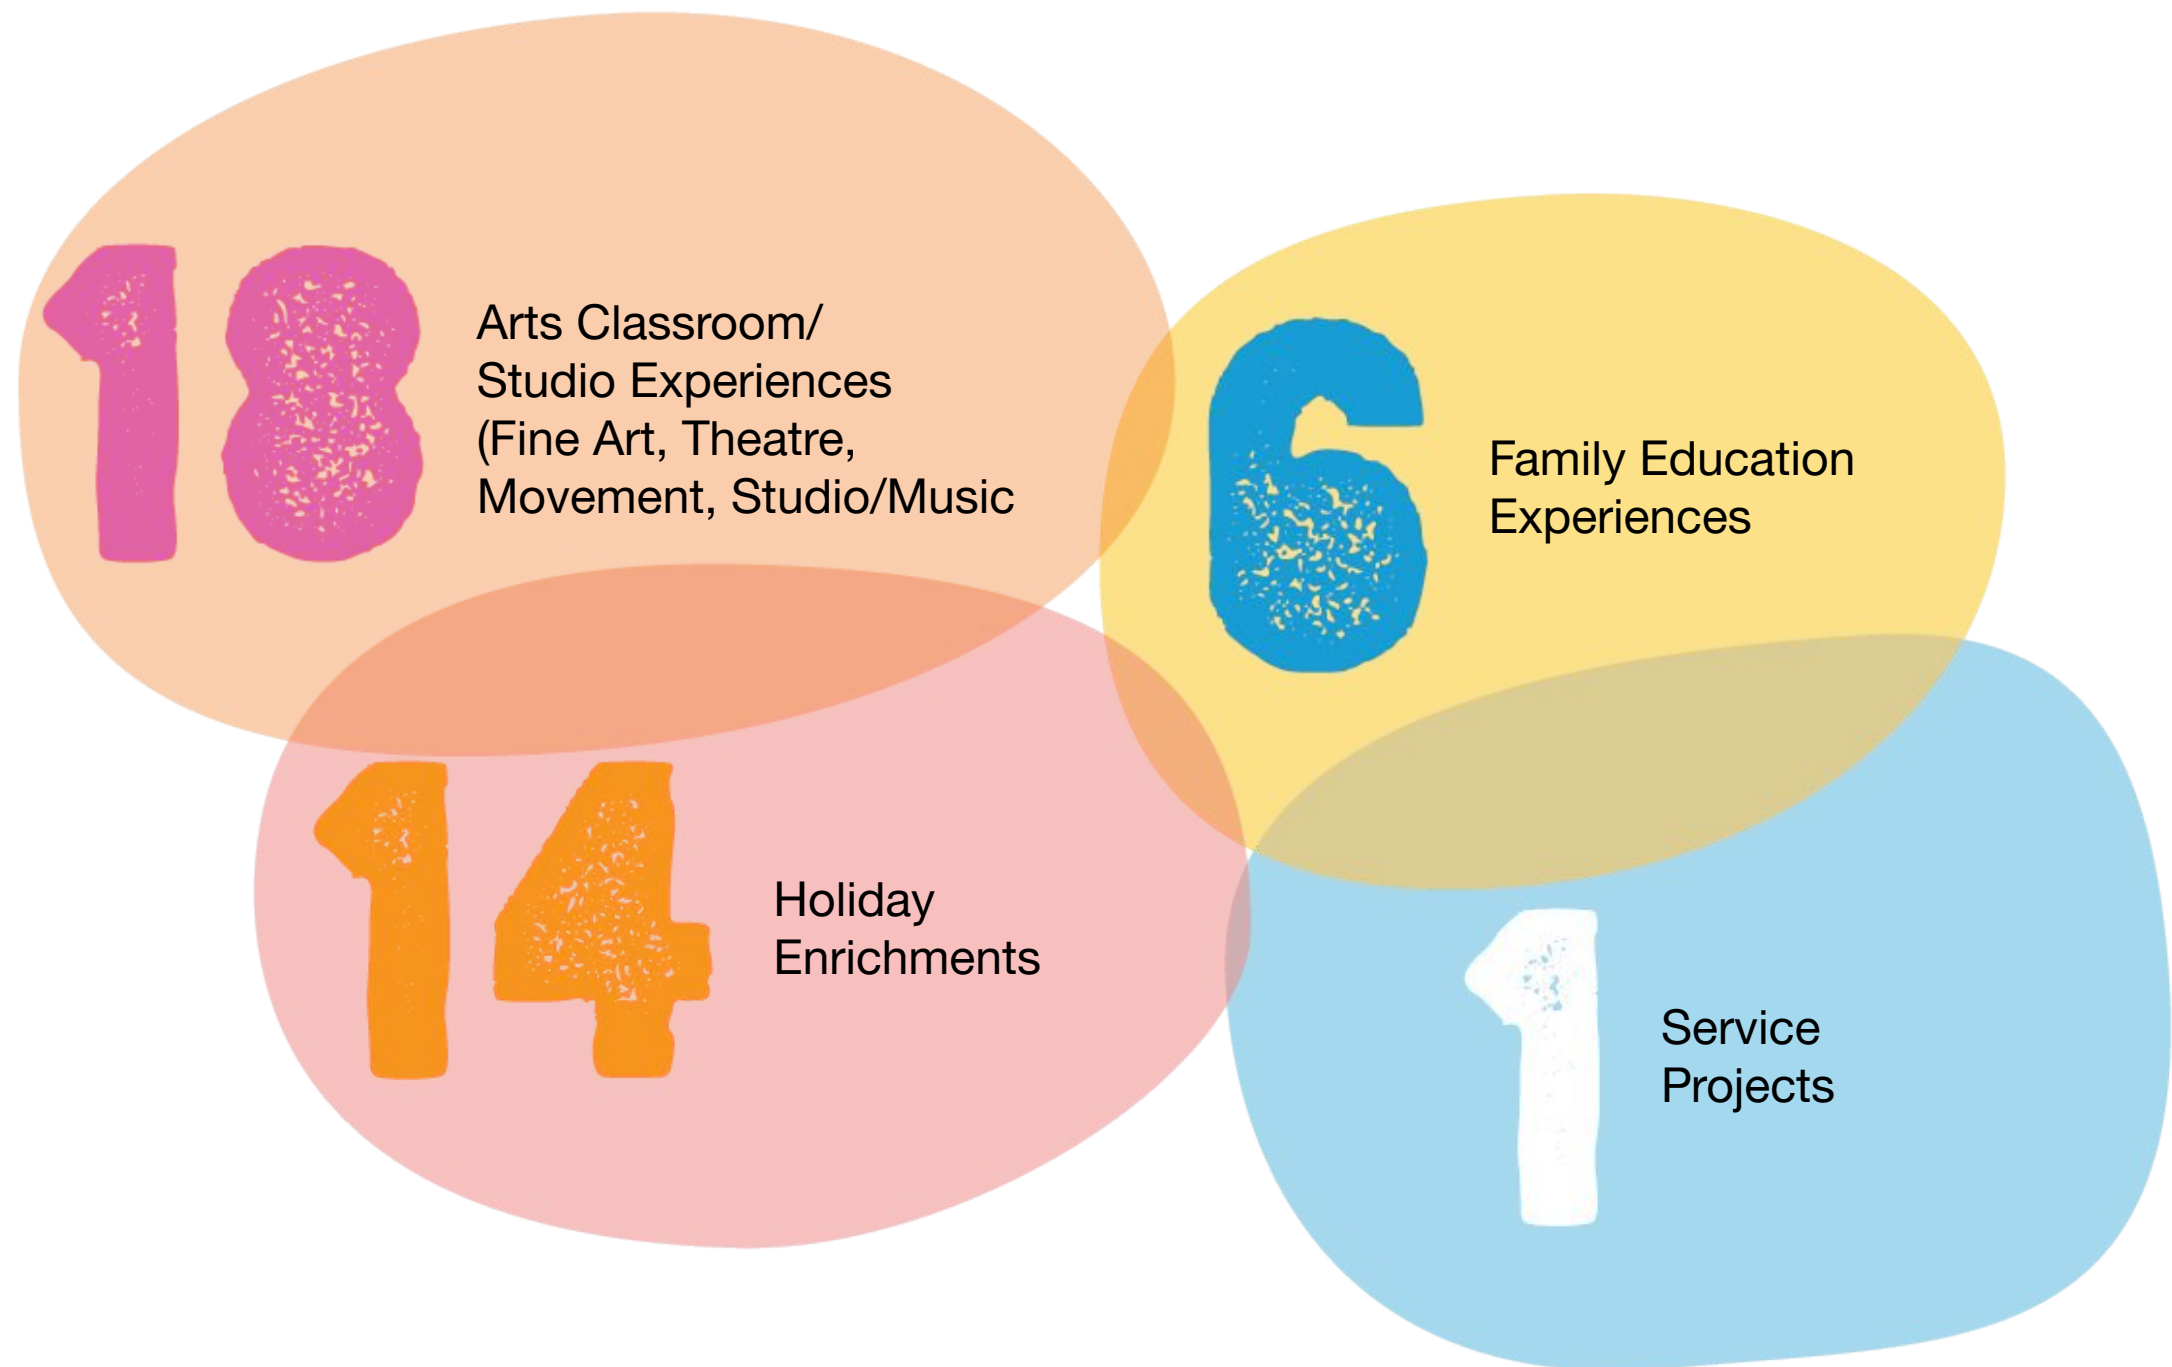 18
Arts Classroom/
Studio Experiences
(Fine Art, Theatre,
Movement, Studio/Music
6
Family Education
Experiences
14
Holiday
Enrichments
1
Service
Projects